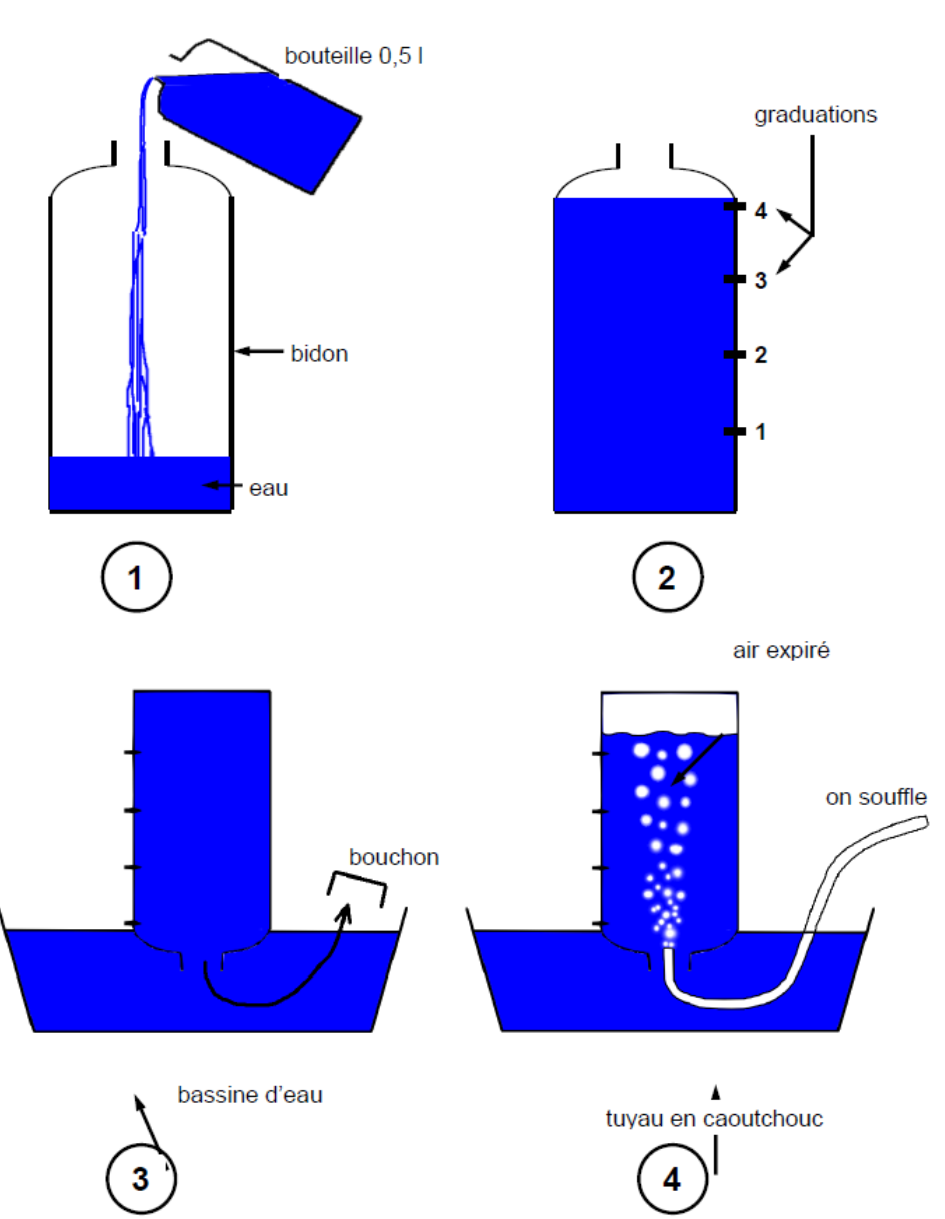 bouteille 0,5 l
graduations
4
3
bidon
2
1
eau
1
2
air expiré
on souffle
bouchon
bassine d'eau
tuyau en caoutchouc
3
4